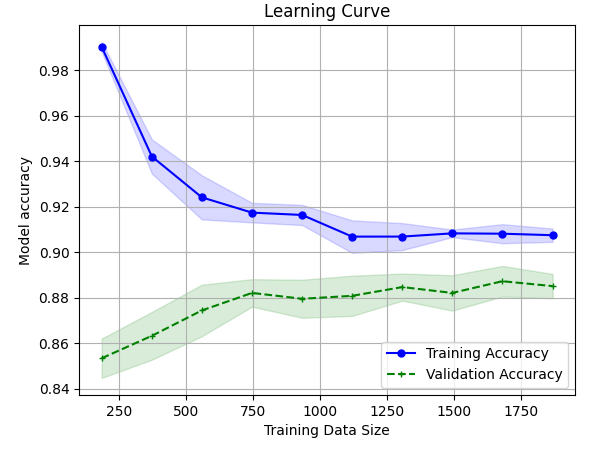 Learning Curve
Model accuracy
0.98
0.96
0.94
0.92
0.90
0.88
0.86
0.84
250 500 750 1000 1250 1500 1750
Training Data Size
Training Accuracy
Validation Accuracy